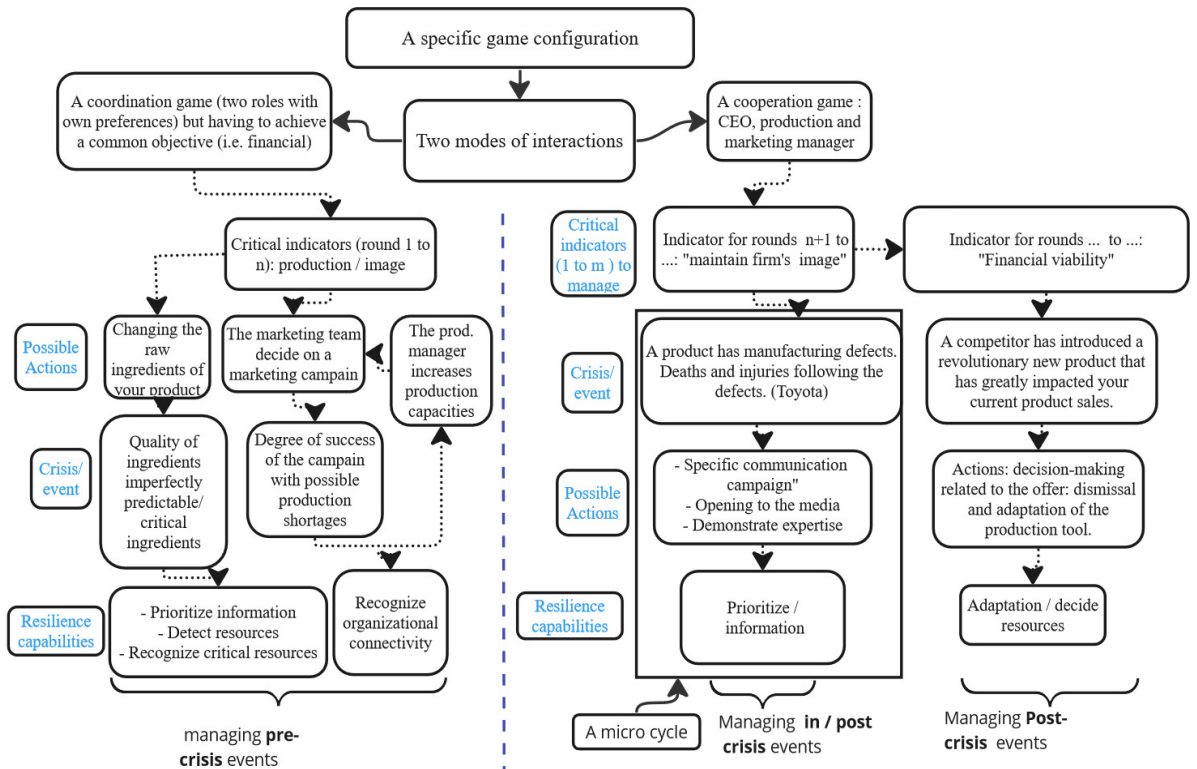 A specific game configuration
A coordination game (two roles with
own preferences) but having to achieve
a common objective (i.e. financial)
Two modes of interactions
A cooperation game :
CEO, production and
marketing manager
Critical indicators (round 1 to
n): production / image
Possible
Actions
Changing the
raw
ingredients of
your product
The marketing team
decide on a
marketing campain
The prod.
manager
increases
production
capacities
Crisis/
event
Quality of
ingredients
imperfectly
predictable/
critical
ingredients
Degree of success
of the campain
with possible
production
shortages
Resilience
capabilities
- Prioritize information
- Detect resources
- Recognize critical resources
Recognize
organizational
connectivity
managing pre-
crisis events
Critical
indicators
(1 to m ) to
manage
Indicator for rounds n+1 to
...: "maintain firm's image"
Indicator for rounds ... to ...:
"Financial viability"
Crisis/
event
A product has manufacturing defects.
Deaths and injuries following the
defects. (Toyota)
A competitor has introduced a
revolutionary new product that
has greatly impacted your
current product sales.
Possible
Actions
- Specific communication
campaign"
- Opening to the media
- Demonstrate expertise
Actions: decision-making
related to the offer: dismissal
and adaptation of the
production tool.
Resilience
capabilities
Prioritize /
information
Adaptation / decide
resources
A micro cycle
Managing in / post
crisis events
Managing Post-
crisis events